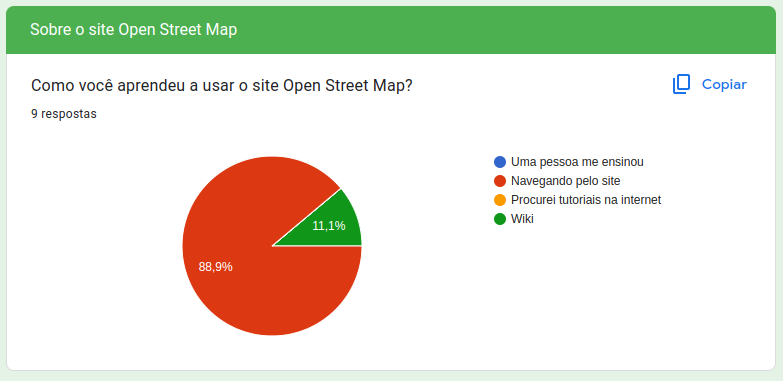 Sobre o site Open Street Map
Como você aprendeu a usar o site Open Street Map?
Copiar
9 respostas
Uma pessoa me ensinou
Navegando pelo site
Procurei tutoriais na internet
Wiki
11,1%
88,9%